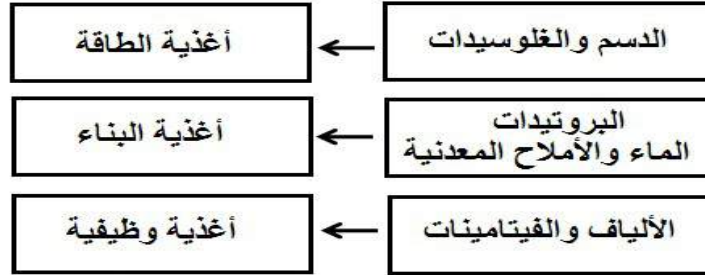 الدسم والغلوسيدات
أغذية الطاقة
البروتيدات
الماء والأملاح المعدنية
أغذية البناء
الألياف والفيتامينات
أغذية وظيفية